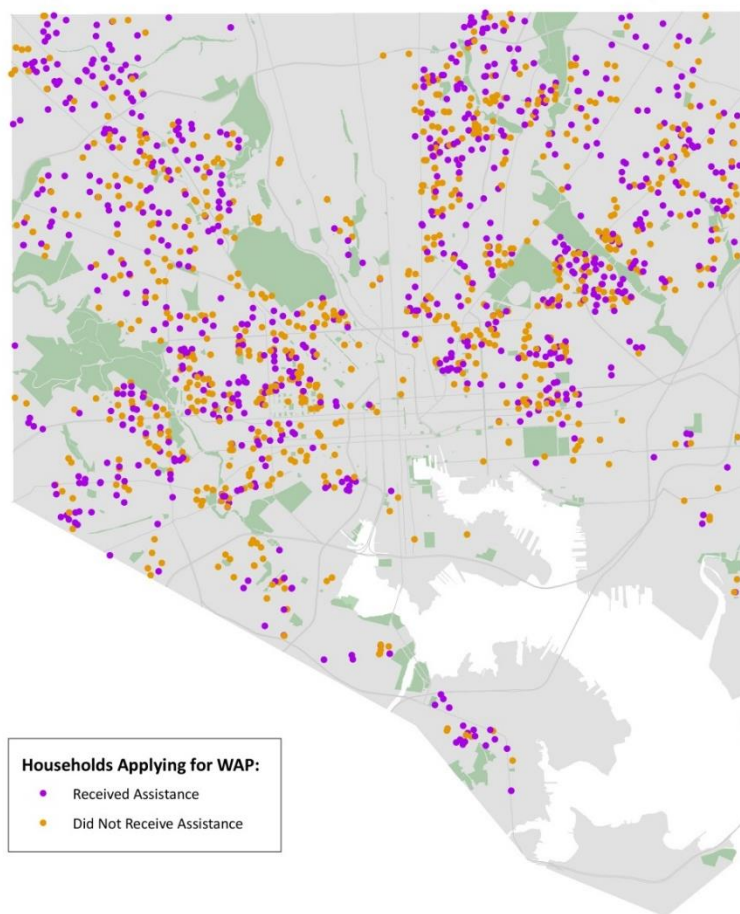 Households Applying for WAP:
Received Assistance
Did Not Receive Assistance